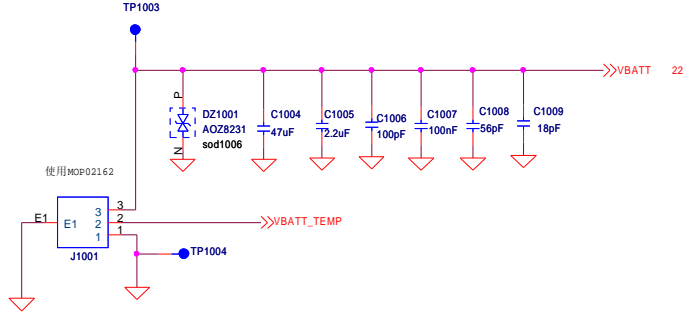 TP1003
VBATT 22
P
DZ1001
AOZ8231
sod1006
N
C1004
47uF
C1005
2.2uF
C1006
100pF
C1007
100nF
C1008
56pF
C1009
18pF
使用MOP02162
E1
E1
3
3
2
2
1
1
VBATT_TEMP
TP1004
J1001